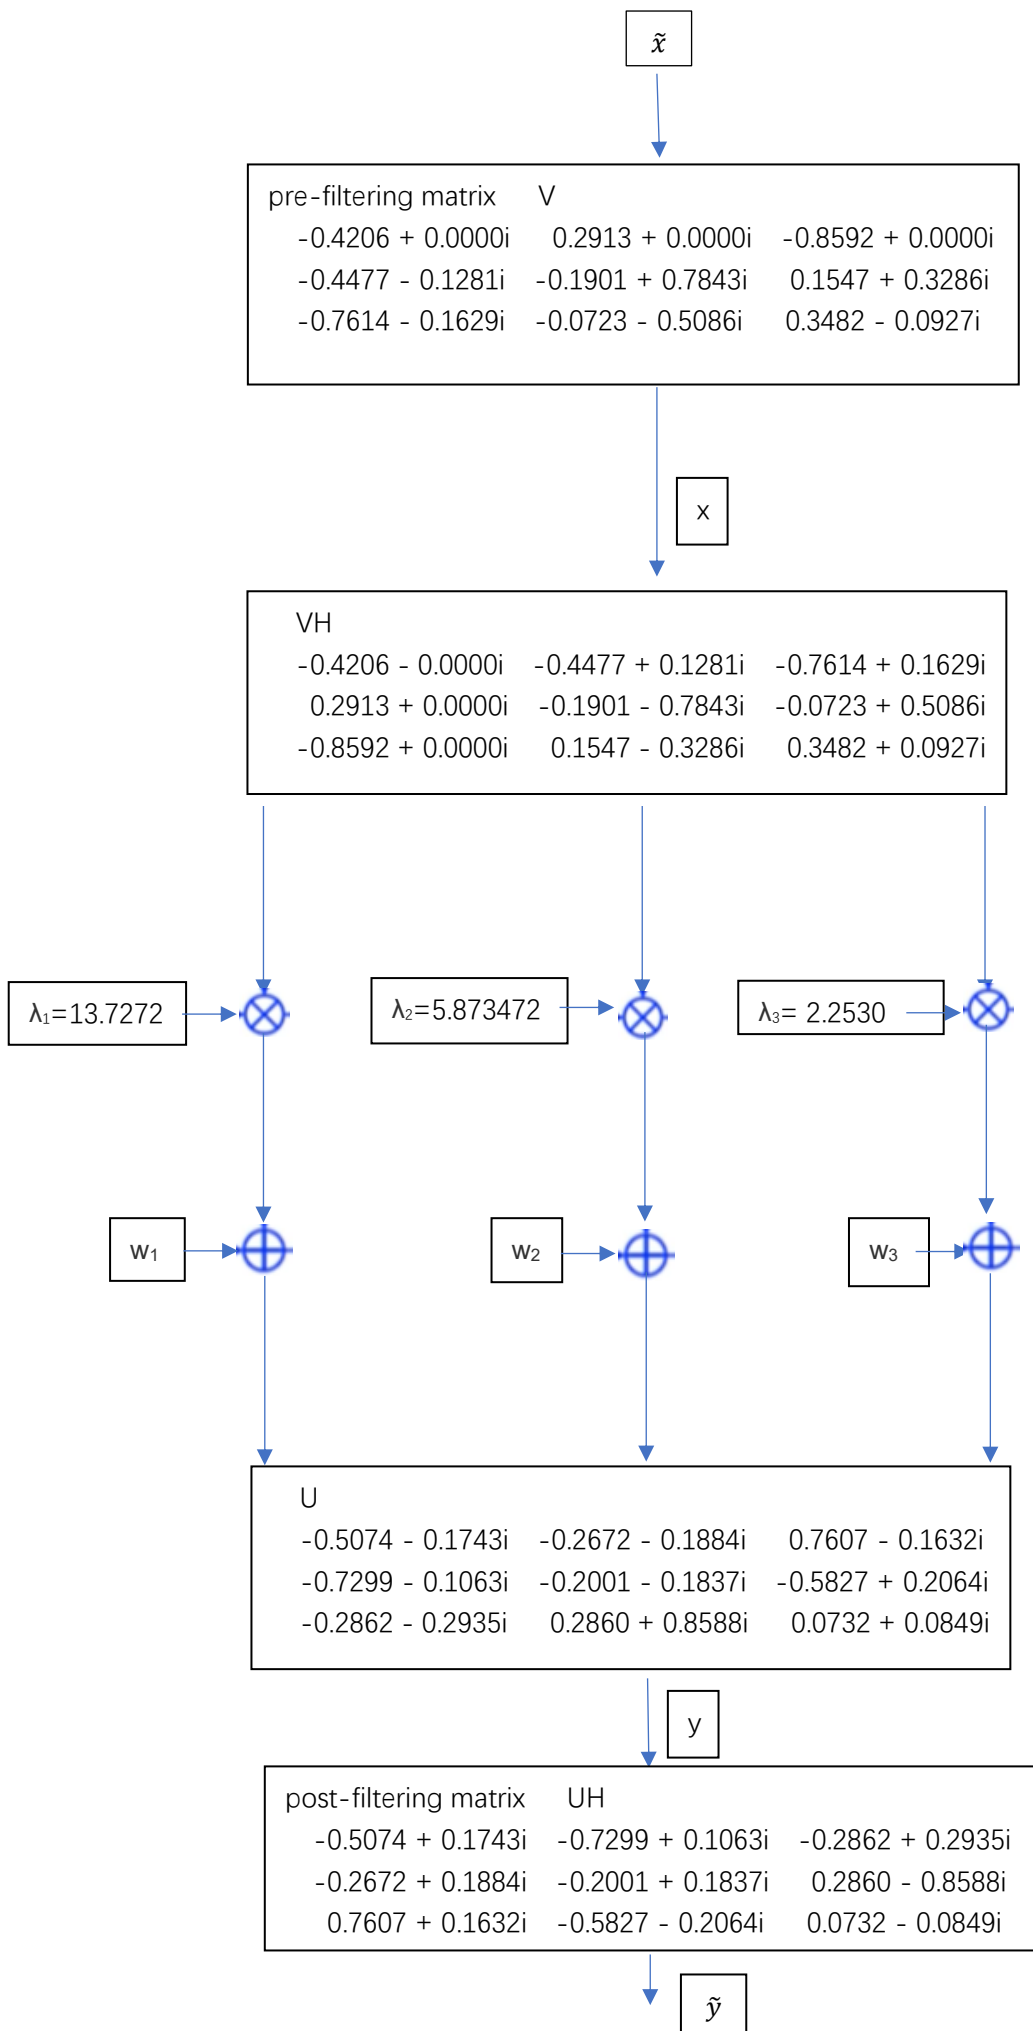 x̃
pre-filtering matrix V
-0.4206 + 0.0000i 0.2913 + 0.0000i -0.8592 + 0.0000i
-0.4477 - 0.1281i -0.1901 + 0.7843i 0.1547 + 0.3286i
-0.7614 - 0.1629i -0.0723 - 0.5086i 0.3482 - 0.0927i
x
VH
-0.4206 - 0.0000i -0.4477 + 0.1281i -0.7614 + 0.1629i
0.2913 + 0.0000i -0.1901 - 0.7843i -0.0723 + 0.5086i
-0.8592 + 0.0000i 0.1547 - 0.3286i 0.3482 + 0.0927i
λ₁=13.7272 λ₂=5.873472 λ₃= 2.2530
w₁ w₂ w₃
U
-0.5074 - 0.1743i -0.2672 - 0.1884i 0.7607 - 0.1632i
-0.7299 - 0.1063i -0.2001 - 0.1837i -0.5827 + 0.2064i
-0.2862 - 0.2935i 0.2860 + 0.8588i 0.0732 + 0.0849i
y
post-filtering matrix UH
-0.5074 + 0.1743i -0.7299 + 0.1063i -0.2862 + 0.2935i
-0.2672 + 0.1884i -0.2001 + 0.1837i 0.2860 - 0.8588i
0.7607 + 0.1632i -0.5827 - 0.2064i 0.0732 - 0.0849i
ỹ